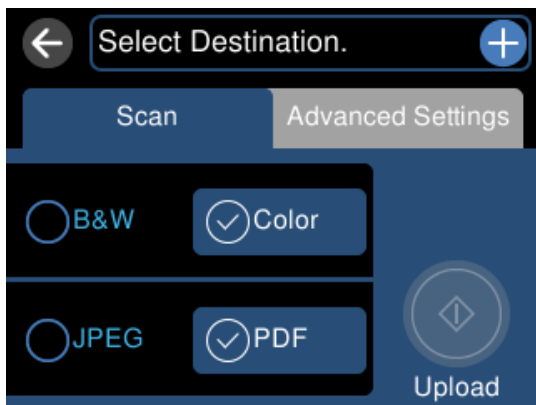 Select Destination.
Scan
Advanced Settings
B&W
Color
JPEG
PDF
Upload